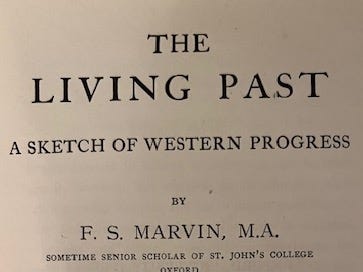 THE
LIVING PAST
A SKETCH OF WESTERN PROGRESS
BY
F. S. MARVIN, M.A.
SOMETIME SENIOR SCHOLAR OF ST. JOHN'S COLLEGE
OXFORD